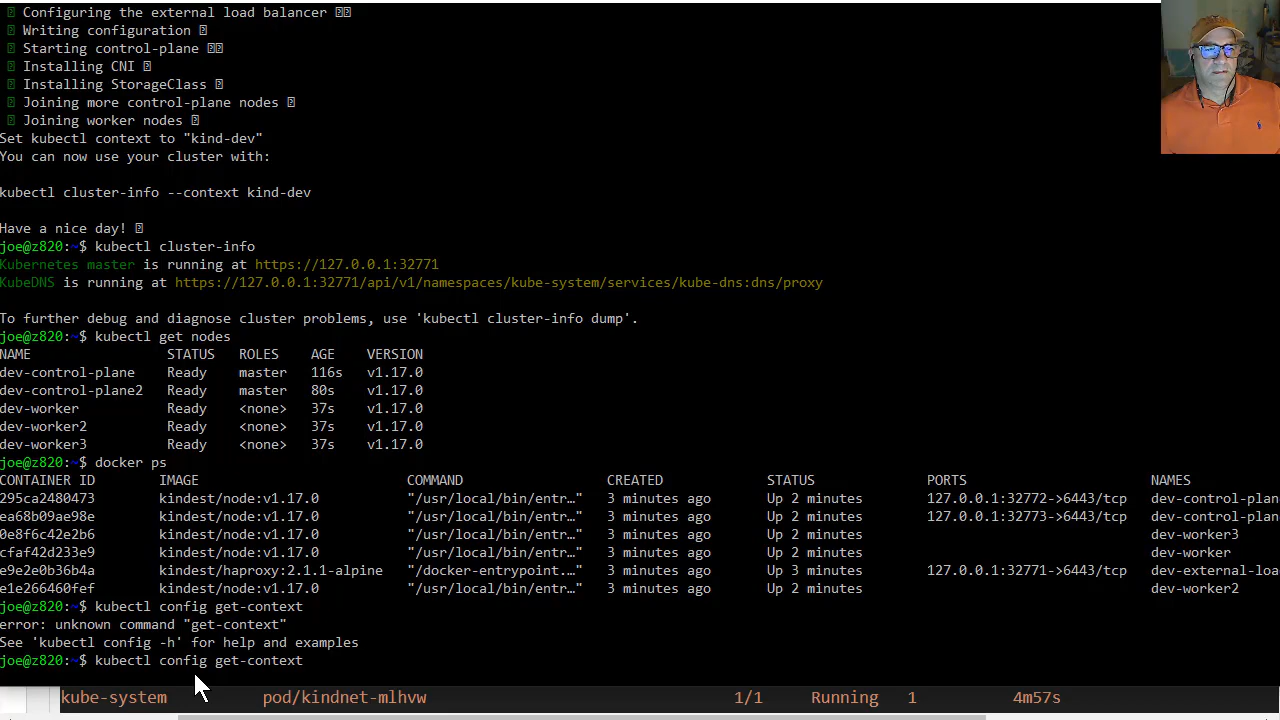 Configuring the external load balancer
Writing configuration
Starting control-plane
Installing CNI
Installing StorageClass
Joining more control-plane nodes
Joining worker nodes
Set kubectl context to "kind-dev"
You can now use your cluster with:
kubectl cluster-info --context kind-dev
Have a nice day!
joe@z820:~$ kubectl cluster-info
Kubernetes master is running at https://127.0.0.1:32771
KubeDNS is running at https://127.0.0.1:32771/api/v1/namespaces/kube-system/services/kube-dns:dns/proxy
To further debug and diagnose cluster problems, use 'kubectl cluster-info dump'.
joe@z820:~$ kubectl get nodes
NAME STATUS ROLES AGE VERSION
dev-control-plane Ready master 116s v1.17.0
dev-control-plane2 Ready master 80s v1.17.0
dev-worker Ready <none> 37s v1.17.0
dev-worker2 Ready <none> 37s v1.17.0
dev-worker3 Ready <none> 37s v1.17.0
joe@z820:~$ docker ps
CONTAINER ID IMAGE COMMAND CREATED STATUS PORTS NAMES
295ca2480473 kindest/node:v1.17.0 "/usr/local/bin/entr…" 3 minutes ago Up 2 minutes 127.0.0.1:32772->6443/tcp dev-control-plan
ea68b09ae98e kindest/node:v1.17.0 "/usr/local/bin/entr…" 3 minutes ago Up 2 minutes 127.0.0.1:32773->6443/tcp dev-control-plan
0e8f6c42e2b6 kindest/node:v1.17.0 "/usr/local/bin/entr…" 3 minutes ago Up 2 minutes dev-worker3
cfaf42d233e9 kindest/node:v1.17.0 "/usr/local/bin/entr…" 3 minutes ago Up 2 minutes dev-worker
e9e2e0b36b4a kindest/haproxy:2.1.1-alpine "/docker-entrypoint.…" 3 minutes ago Up 3 minutes 127.0.0.1:32771->6443/tcp dev-external-loa
e1e266460fef kindest/node:v1.17.0 "/usr/local/bin/entr…" 3 minutes ago Up 2 minutes dev-worker2
joe@z820:~$ kubectl config get-context
error: unknown command "get-context"
See 'kubectl config -h' for help and examples
joe@z820:~$ kubectl config get-context
kube-system pod/kindnet-mlhvw 1/1 Running 1 4m57s